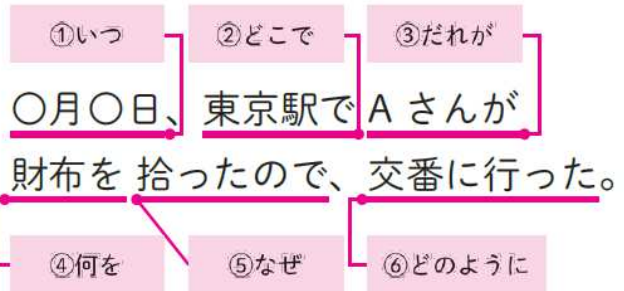 ①いつ ②どこで ③だれが
〇月〇日、東京駅でAさんが
財布を拾ったので、交番に行った。
④何を ⑤なぜ ⑥どのように